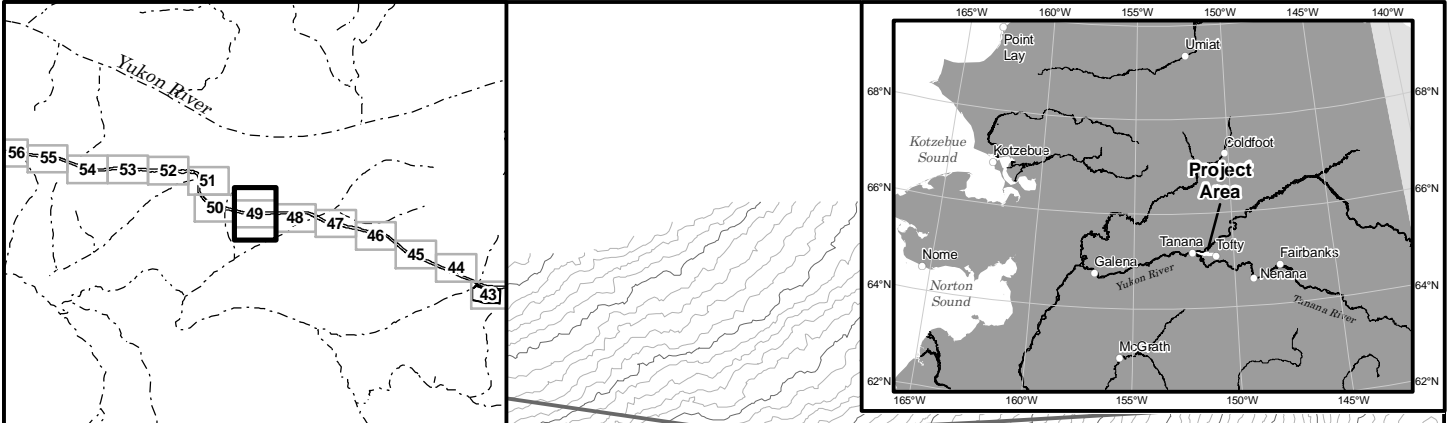 Yukon River
56
55
54
53
52
51
50
49
48
47
46
45
44
43
165°W
160°W
155°W
150°W
145°W
140°W
Point
Lay
Umiat
68°N
68°N
Kotzebue
Sound
Kotzebue
Coldfoot
Project
Area
66°N
66°N
Nome
Tanana
Tofty
Fairbanks
Galena
Nenana
Yukon River
Norton
Sound
64°N
64°N
Tanana River
McGrath
62°N
62°N
165°W
160°W
155°W
150°W
145°W